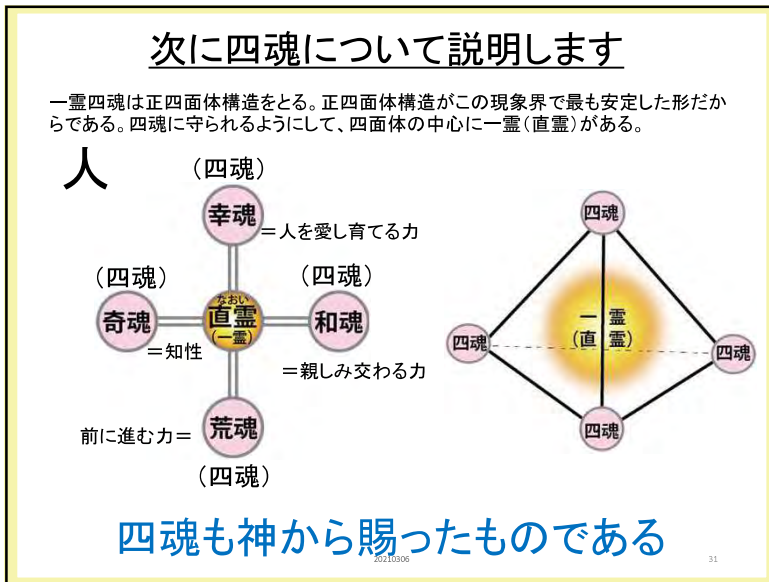 次に四魂について説明します
一霊四魂は正四面体構造をとる。正四面体構造がこの現象界で最も安定した形だか
らである。四魂に守られるようにして、四面体の中心に一霊(直霊)がある。
人
(四魂)
幸魂
=人を愛し育てる力
(四魂)
奇魂
=知性
なおい
直霊
(一霊)
(四魂)
和魂
=親しみ交わる力
前に進む力=
荒魂
(四魂)
四魂
一霊
(直霊)
四魂
四魂
四魂
四魂も神から賜ったものである
20210306
31